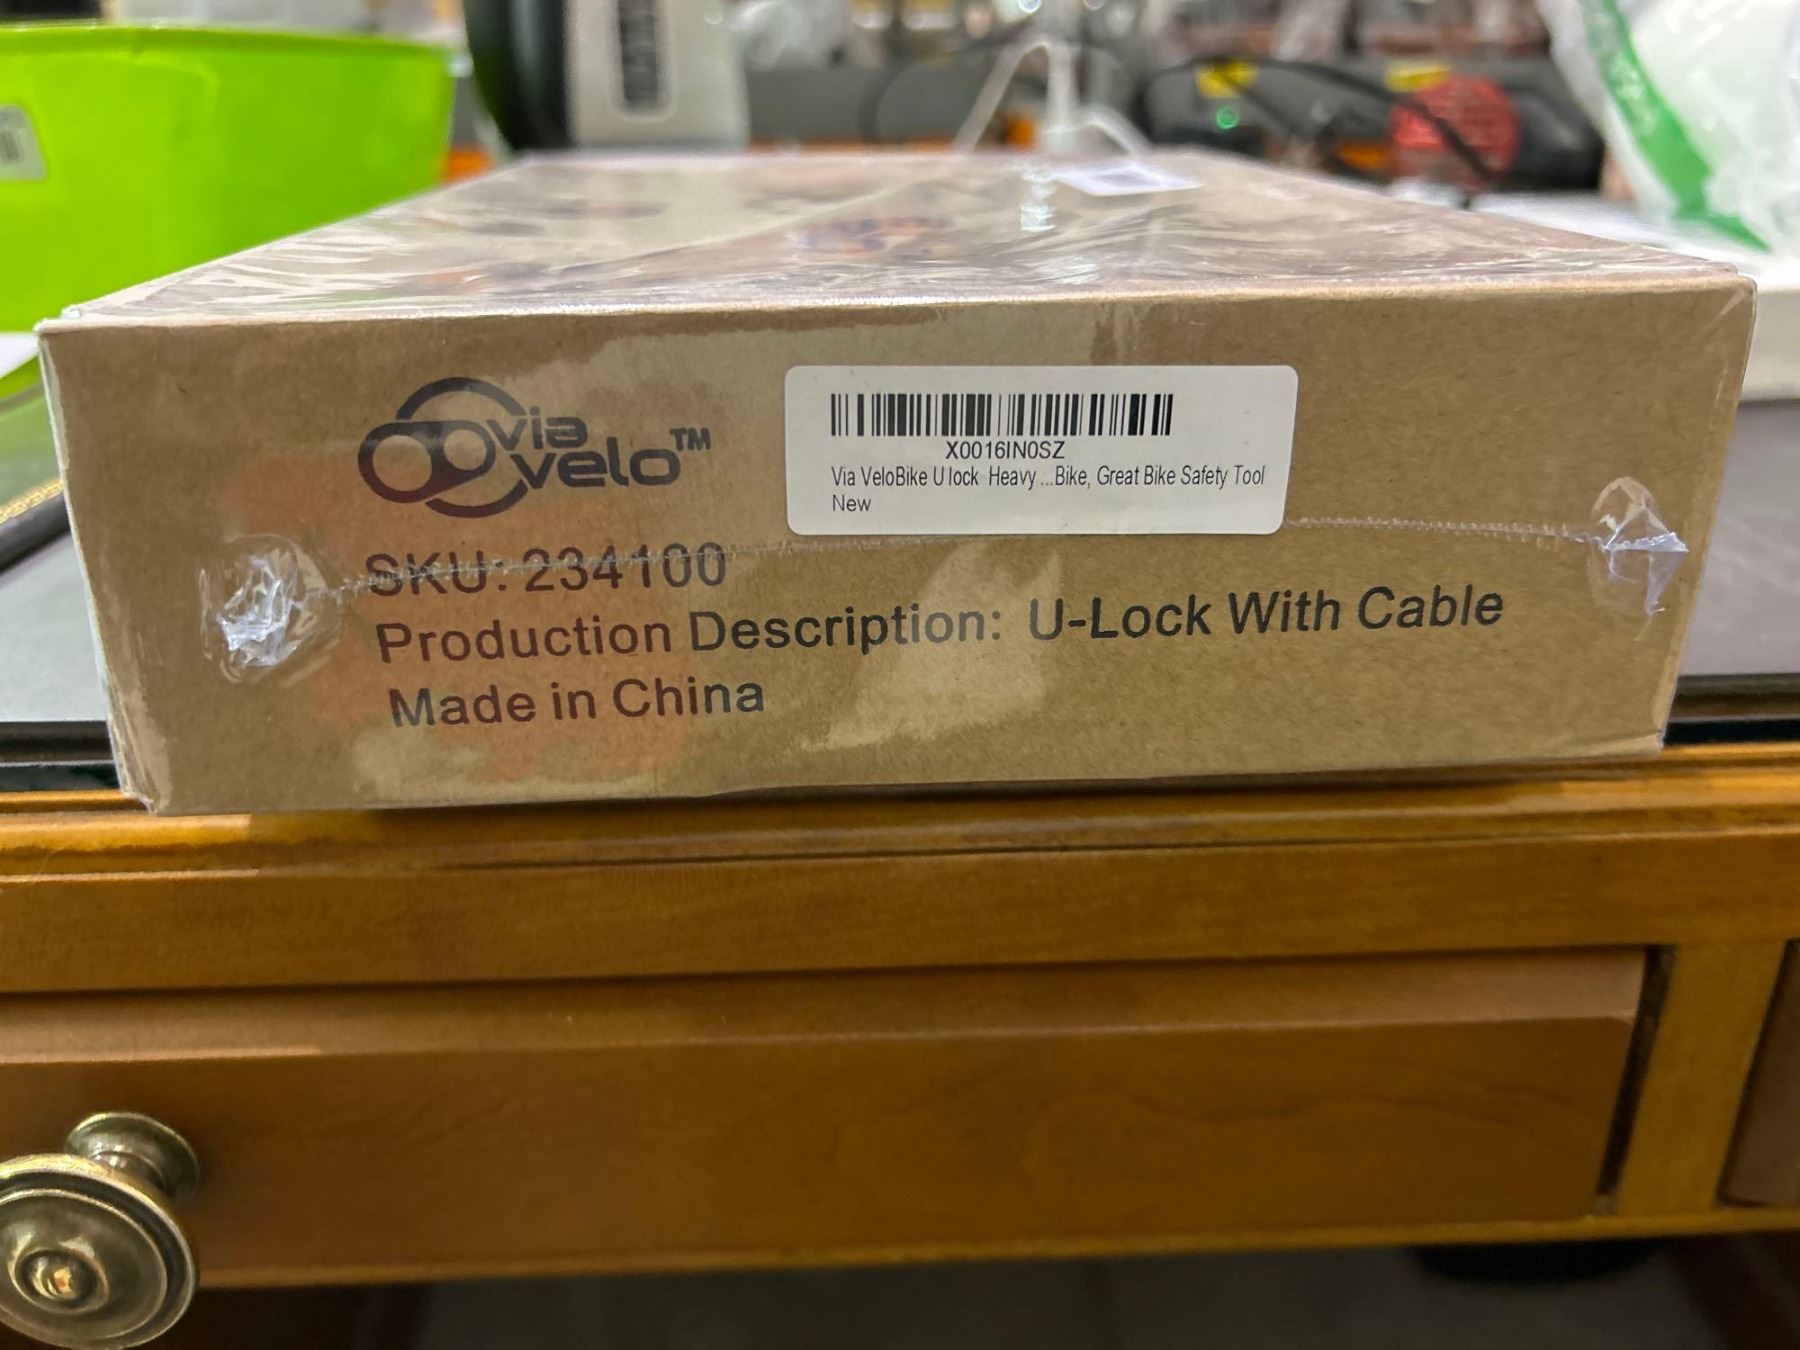 via
velo™
X0016IN0SZ
Via VeloBike U lock Heavy ...Bike, Great Bike Safety Tool
New
SKU: 234100
Production Description: U-Lock With Cable
Made in China